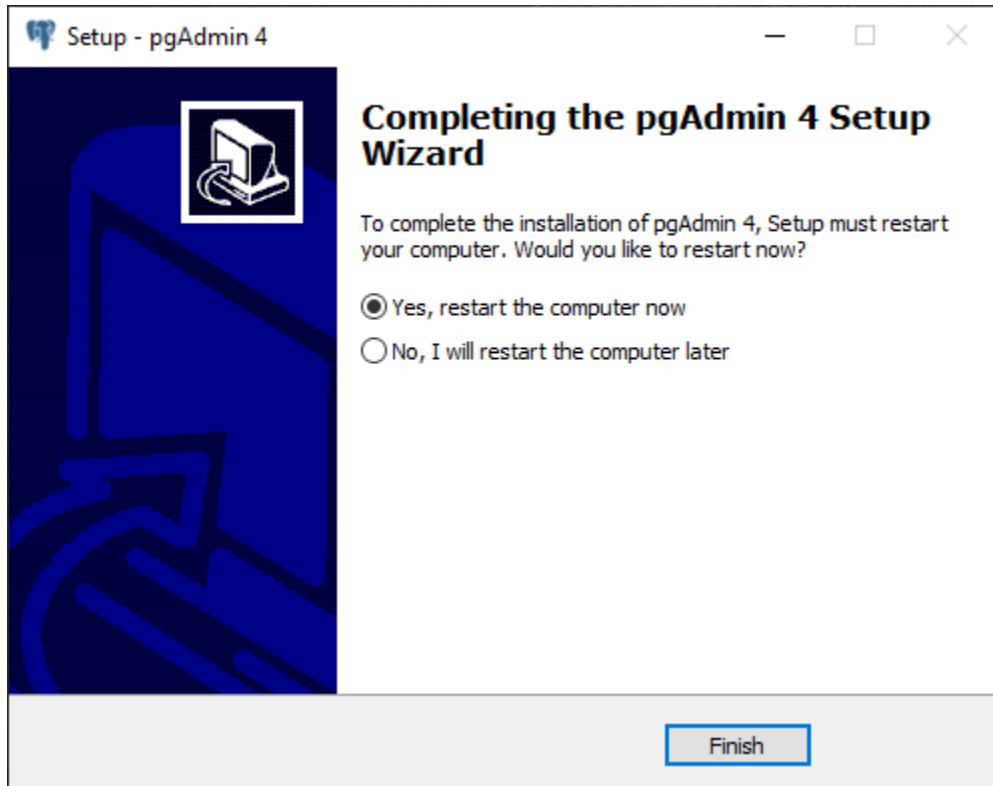 Setup - pgAdmin 4
Completing the pgAdmin 4 Setup
Wizard
To complete the installation of pgAdmin 4, Setup must restart
your computer. Would you like to restart now?
Yes, restart the computer now
No, I will restart the computer later
Finish